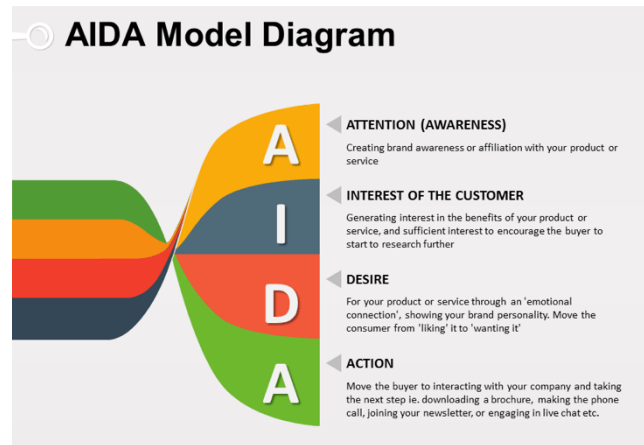 AIDA Model Diagram
A
ATTENTION (AWARENESS)
Creating brand awareness or affiliation with your product or
service
I
INTEREST OF THE CUSTOMER
Generating interest in the benefits of your product or
service, and sufficient interest to encourage the buyer to
start to research further
D
DESIRE
For your product or service through an 'emotional
connection', showing your brand personality. Move the
consumer from 'liking' it to 'wanting it'
A
ACTION
Move the buyer to interacting with your company and taking
the next step ie. downloading a brochure, making the phone
call, joining your newsletter, or engaging in live chat etc.